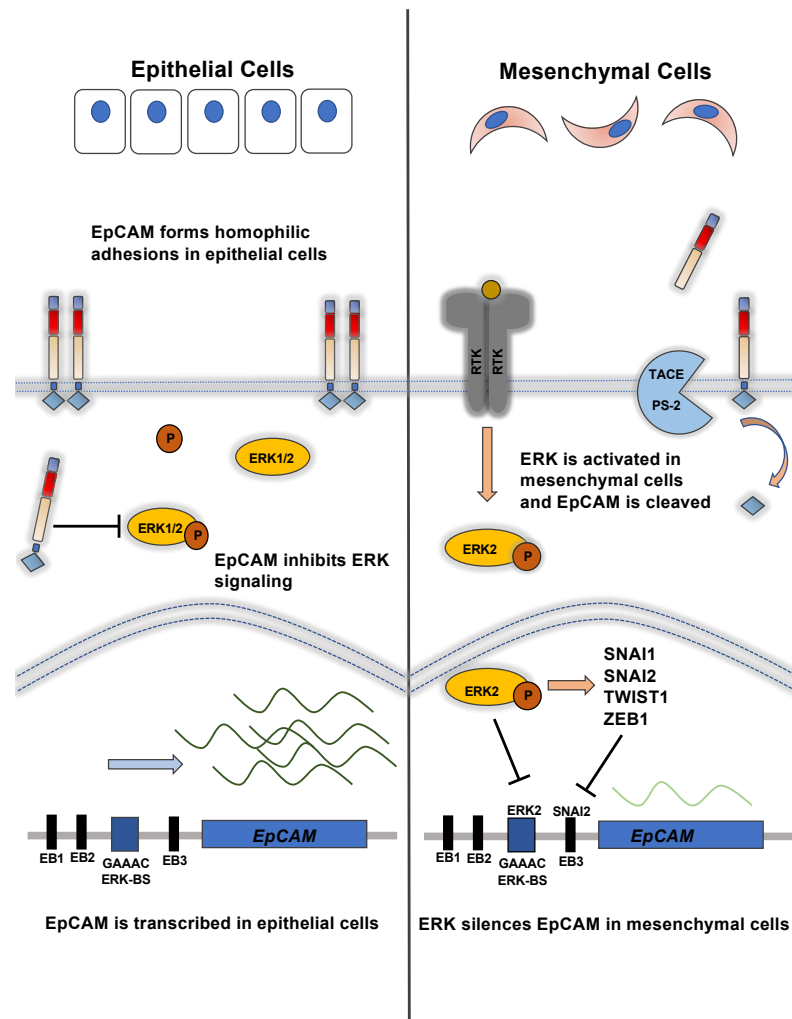 Epithelial Cells
EpCAM forms homophilic
adhesions in epithelial cells
P
ERK1/2
ERK1/2
P
EpCAM inhibits ERK
signaling
EB1
EB2
GAAAC
ERK-BS
EB3
EpCAM
EpCAM is transcribed in epithelial cells
Mesenchymal Cells
RTK
RTK
TACE
PS-2
ERK is activated in
mesenchymal cells
and EpCAM is cleaved
ERK2
P
ERK2
P
SNAI1
SNAI2
TWIST1
ZEB1
ERK2
SNAI2
EB1
EB2
GAAAC
ERK-BS
EB3
EpCAM
ERK silences EpCAM in mesenchymal cells